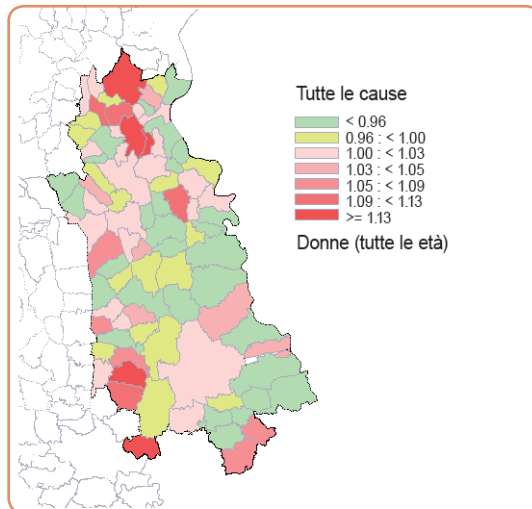 Tutte le cause
< 0.96
0.96 : < 1.00
1.00 : < 1.03
1.03 : < 1.05
1.05 : < 1.09
1.09 : < 1.13
>= 1.13
Donne (tutte le età)